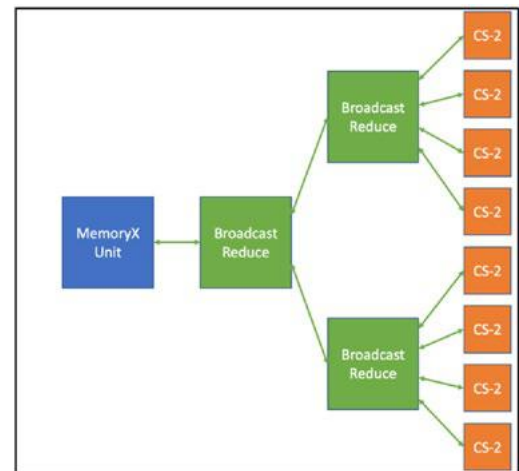 MemoryX
Unit
Broadcast
Reduce
Broadcast
Reduce
CS-2
CS-2
CS-2
CS-2
Broadcast
Reduce
CS-2
CS-2
CS-2
CS-2